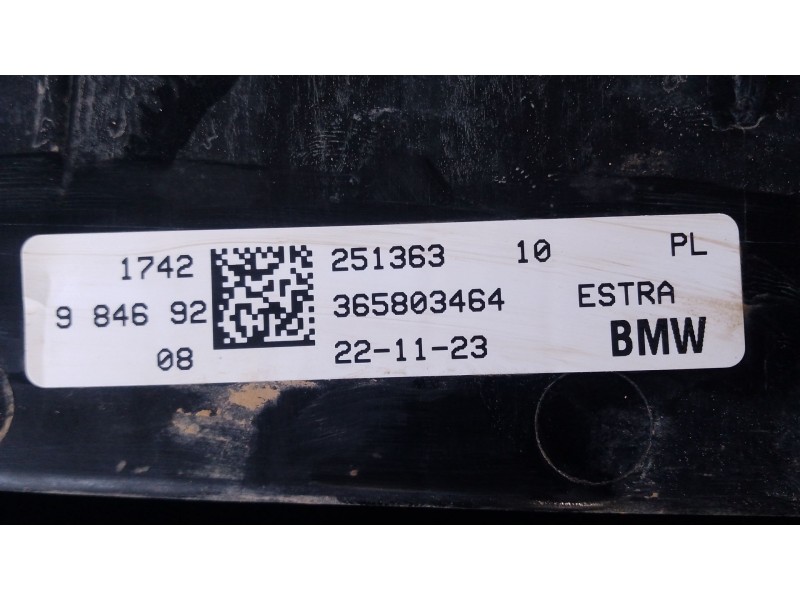 1742 251363 10 PL
9 846 92 365803464 ESTRA
08 22-11-23 BMW